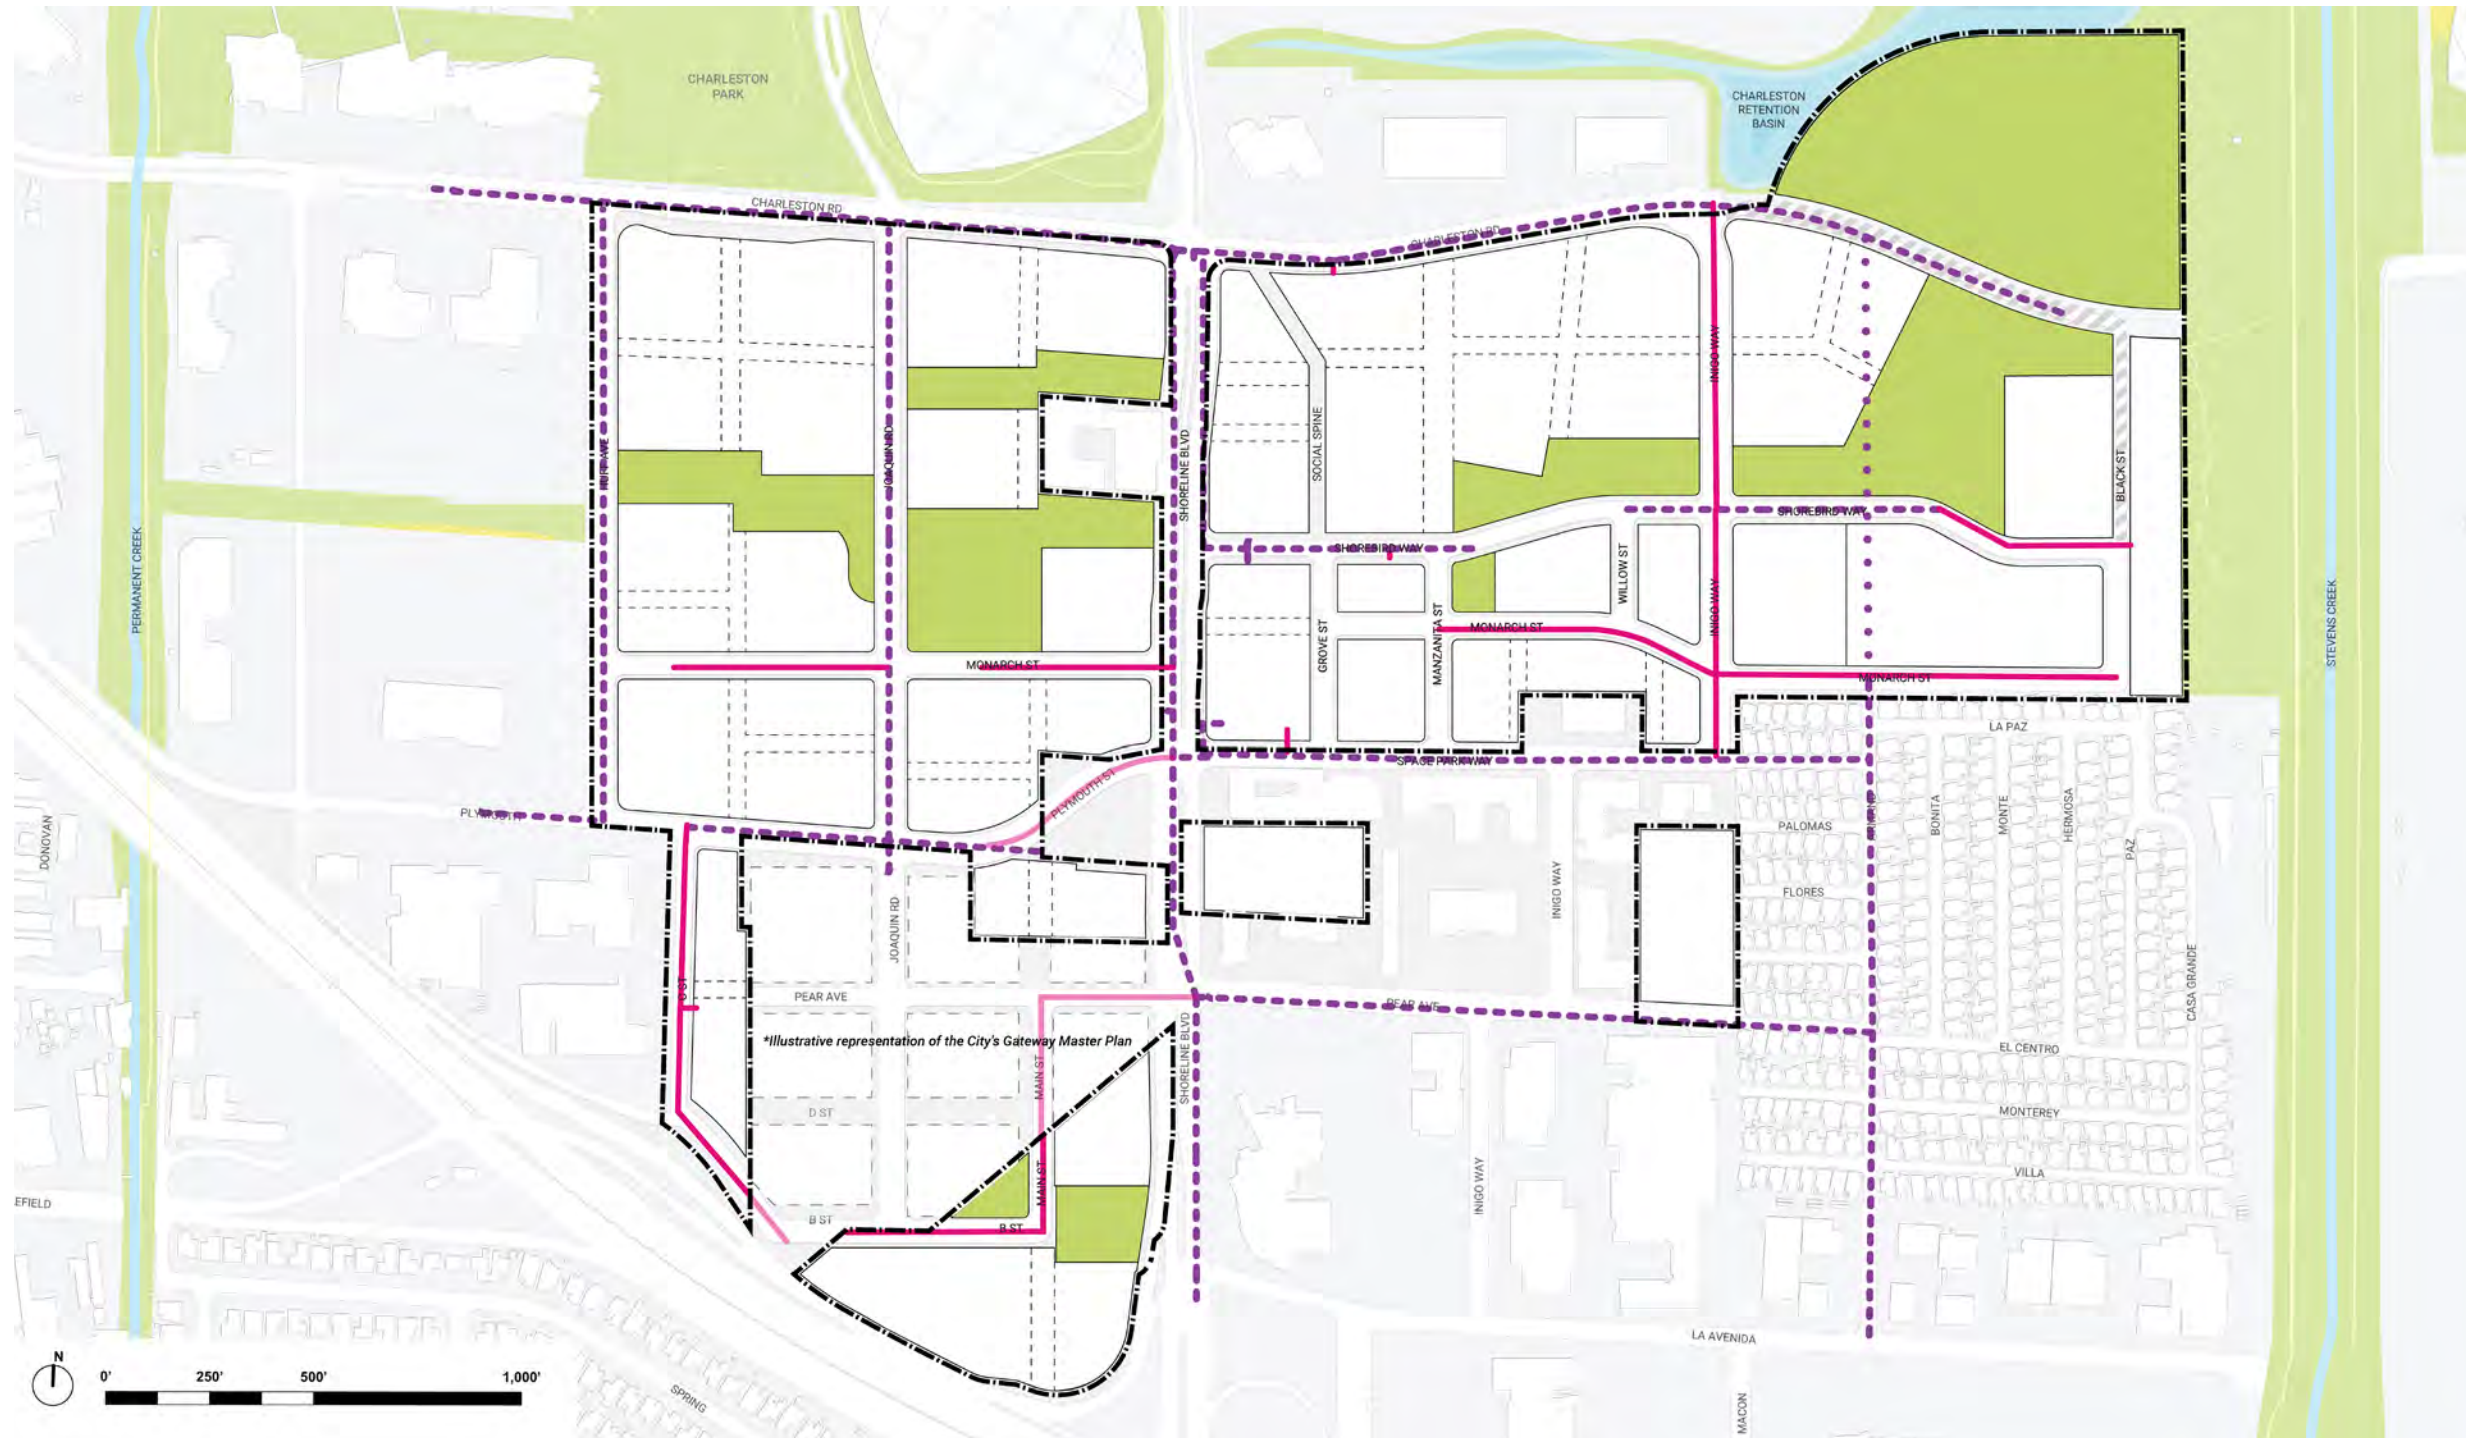 CHARLESTON
PARK
CHARLESTON
RETENTION
BASIN
CHARLESTON RD
CHARLESTON RD
INIGO WAY
HUFF AVE
JOAQUIN RD
SHORELINE BLVD
SOCIAL SPINE
BLACK ST
SHOREBIRD WAY
SHOREBIRD WAY
PERMANENT CREEK
STEVENS CREEK
WILLOW ST
INIGO WAY
GROVE ST
MANZANITA ST
MONARCH ST
MONARCH ST
MONARCH ST
LA PAZ
SPACE PARK WAY
PLYMOUTH ST
PLYMOUTH
DONOVAN
PALOMAS
ARMAND
BONITA
MONTE
HERMOSA
PAZ
FLORES
INIGO WAY
JOAQUIN RD
CASA GRANDE
C ST
PEAR AVE
PEAR AVE
*Illustrative representation of the City's Gateway Master Plan
SHORELINE BLVD
MAIN ST
EL CENTRO
D ST
MONTEREY
MAIN ST
INIGO WAY
VILLA
EFIELD
B ST
B ST
LA AVENIDA
N
0'
250'
500'
1,000'
SPRING
MACON